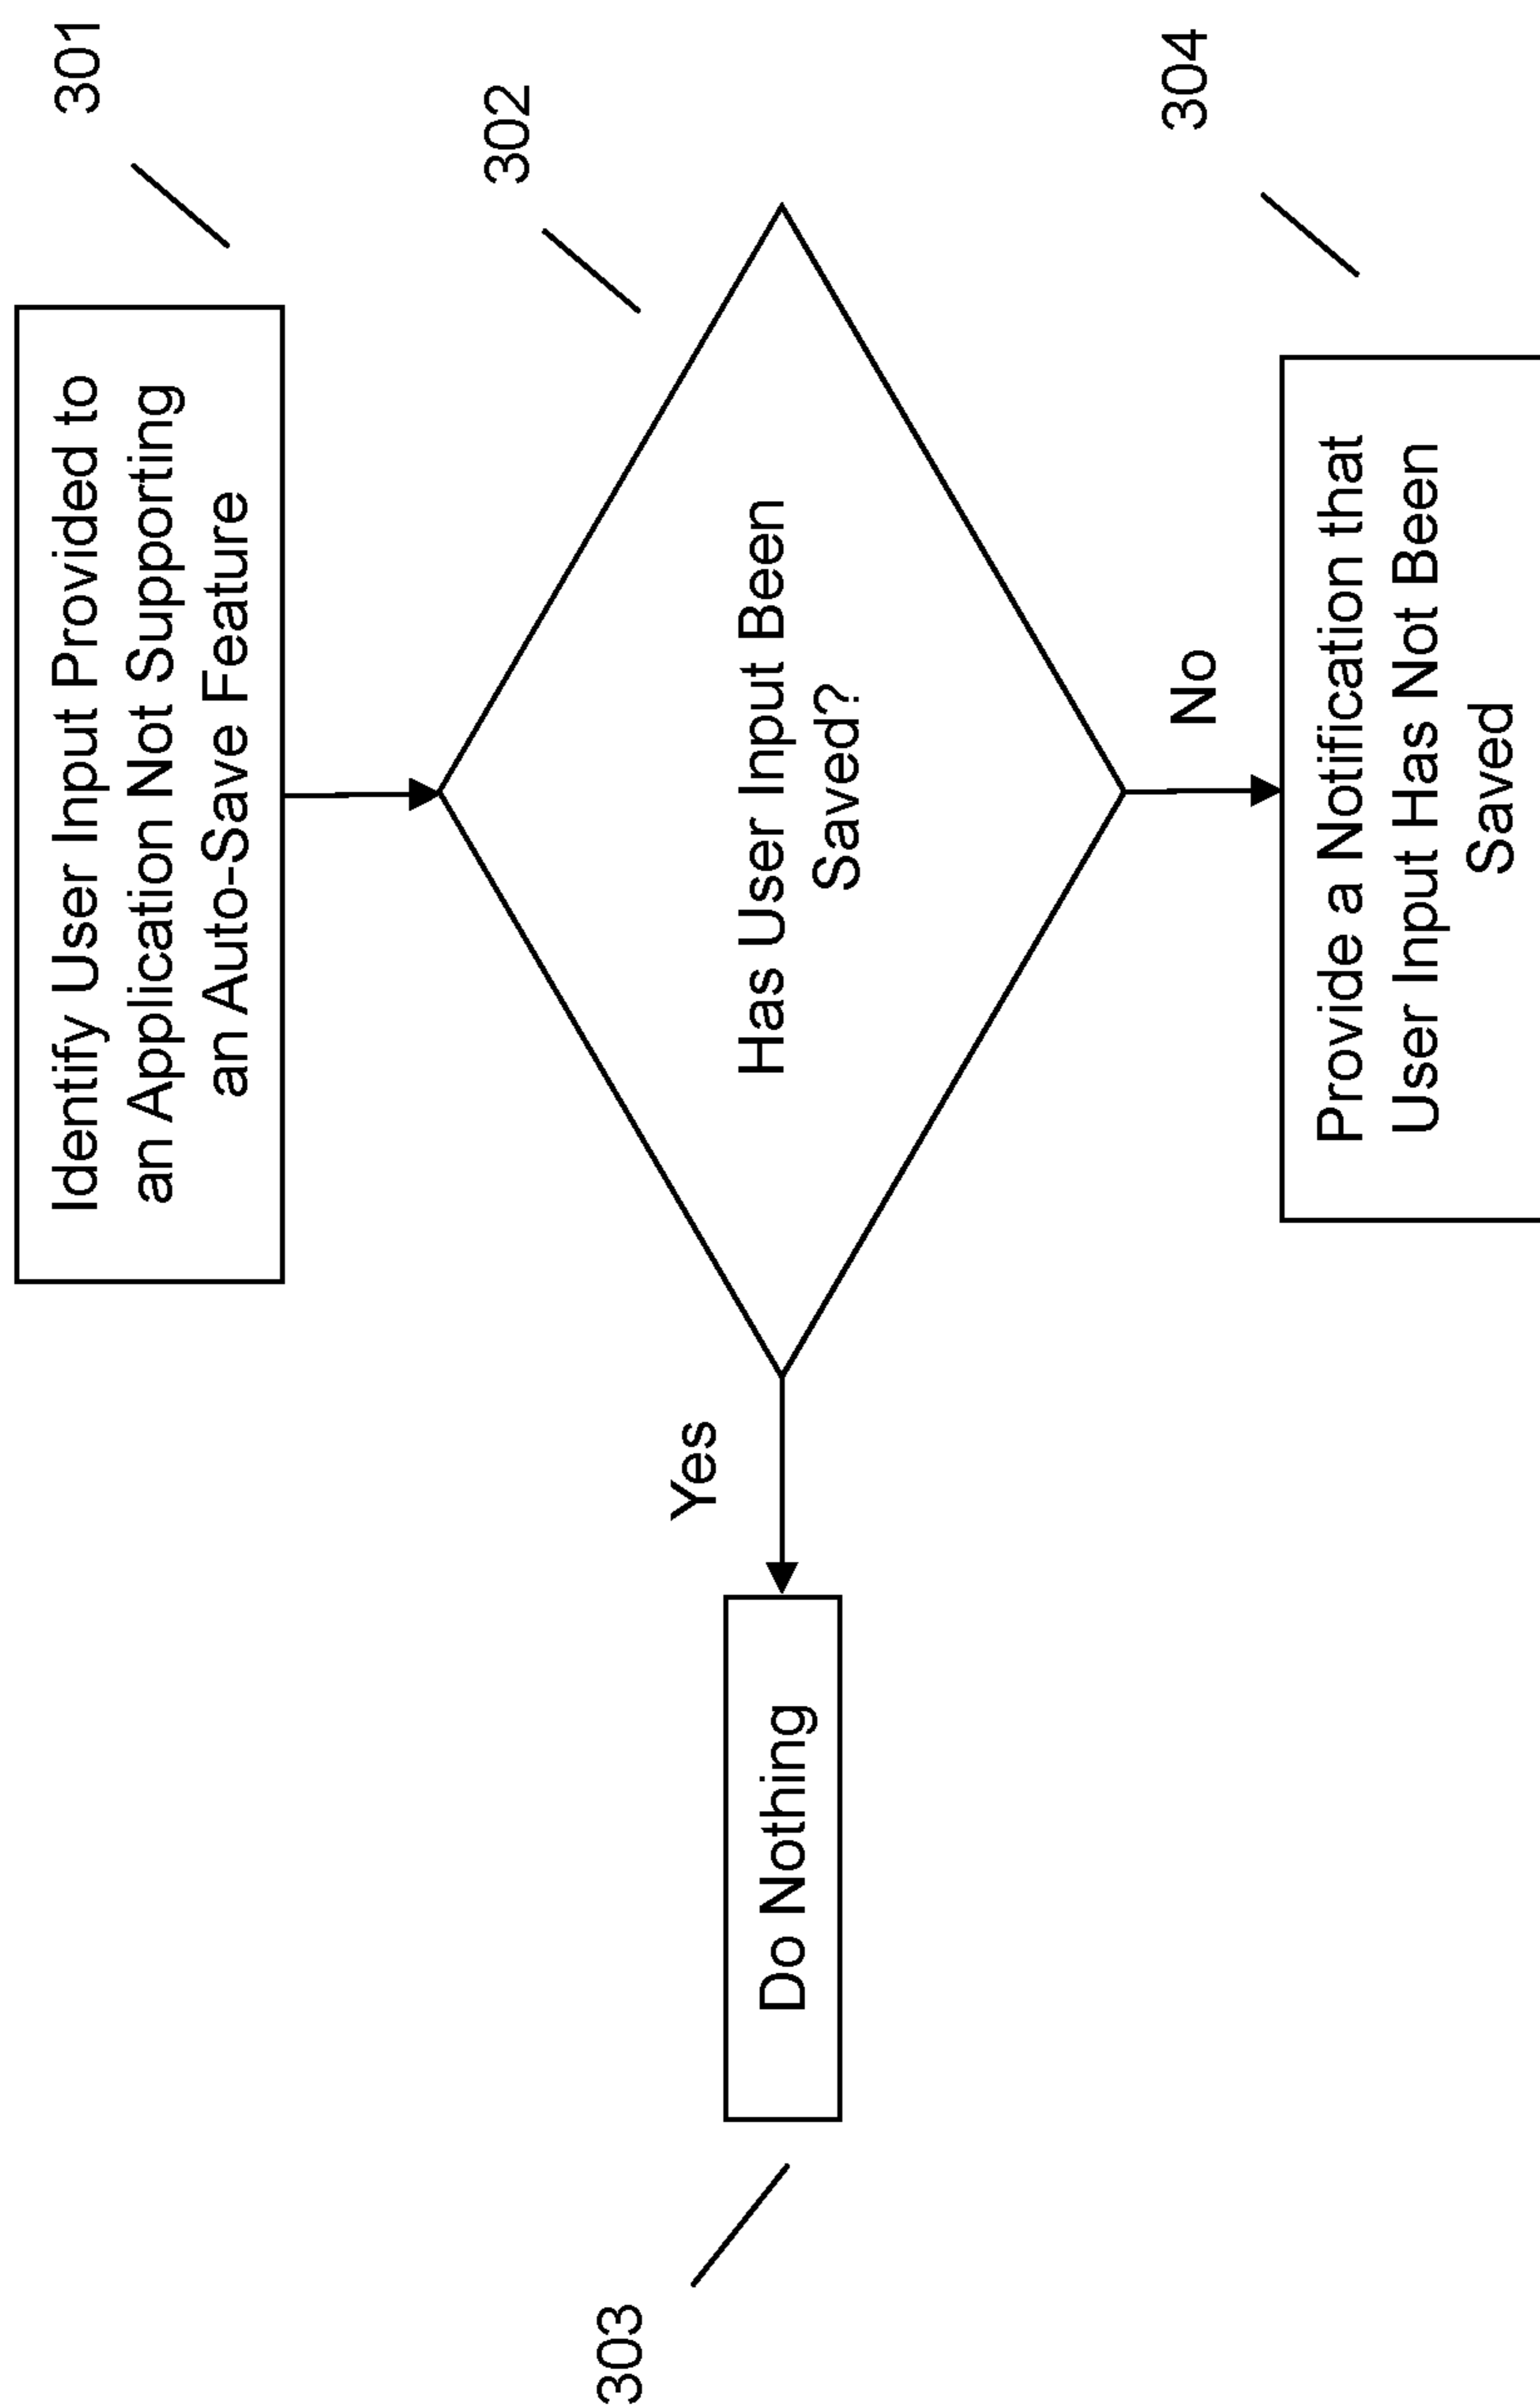 301
Identify User Input Provided to
an Application Not Supporting
an Auto-Save Feature
302
Has User Input Been
Saved?
Yes
Do Nothing
303
No
304
Provide a Notification that
User Input Has Not Been
Saved